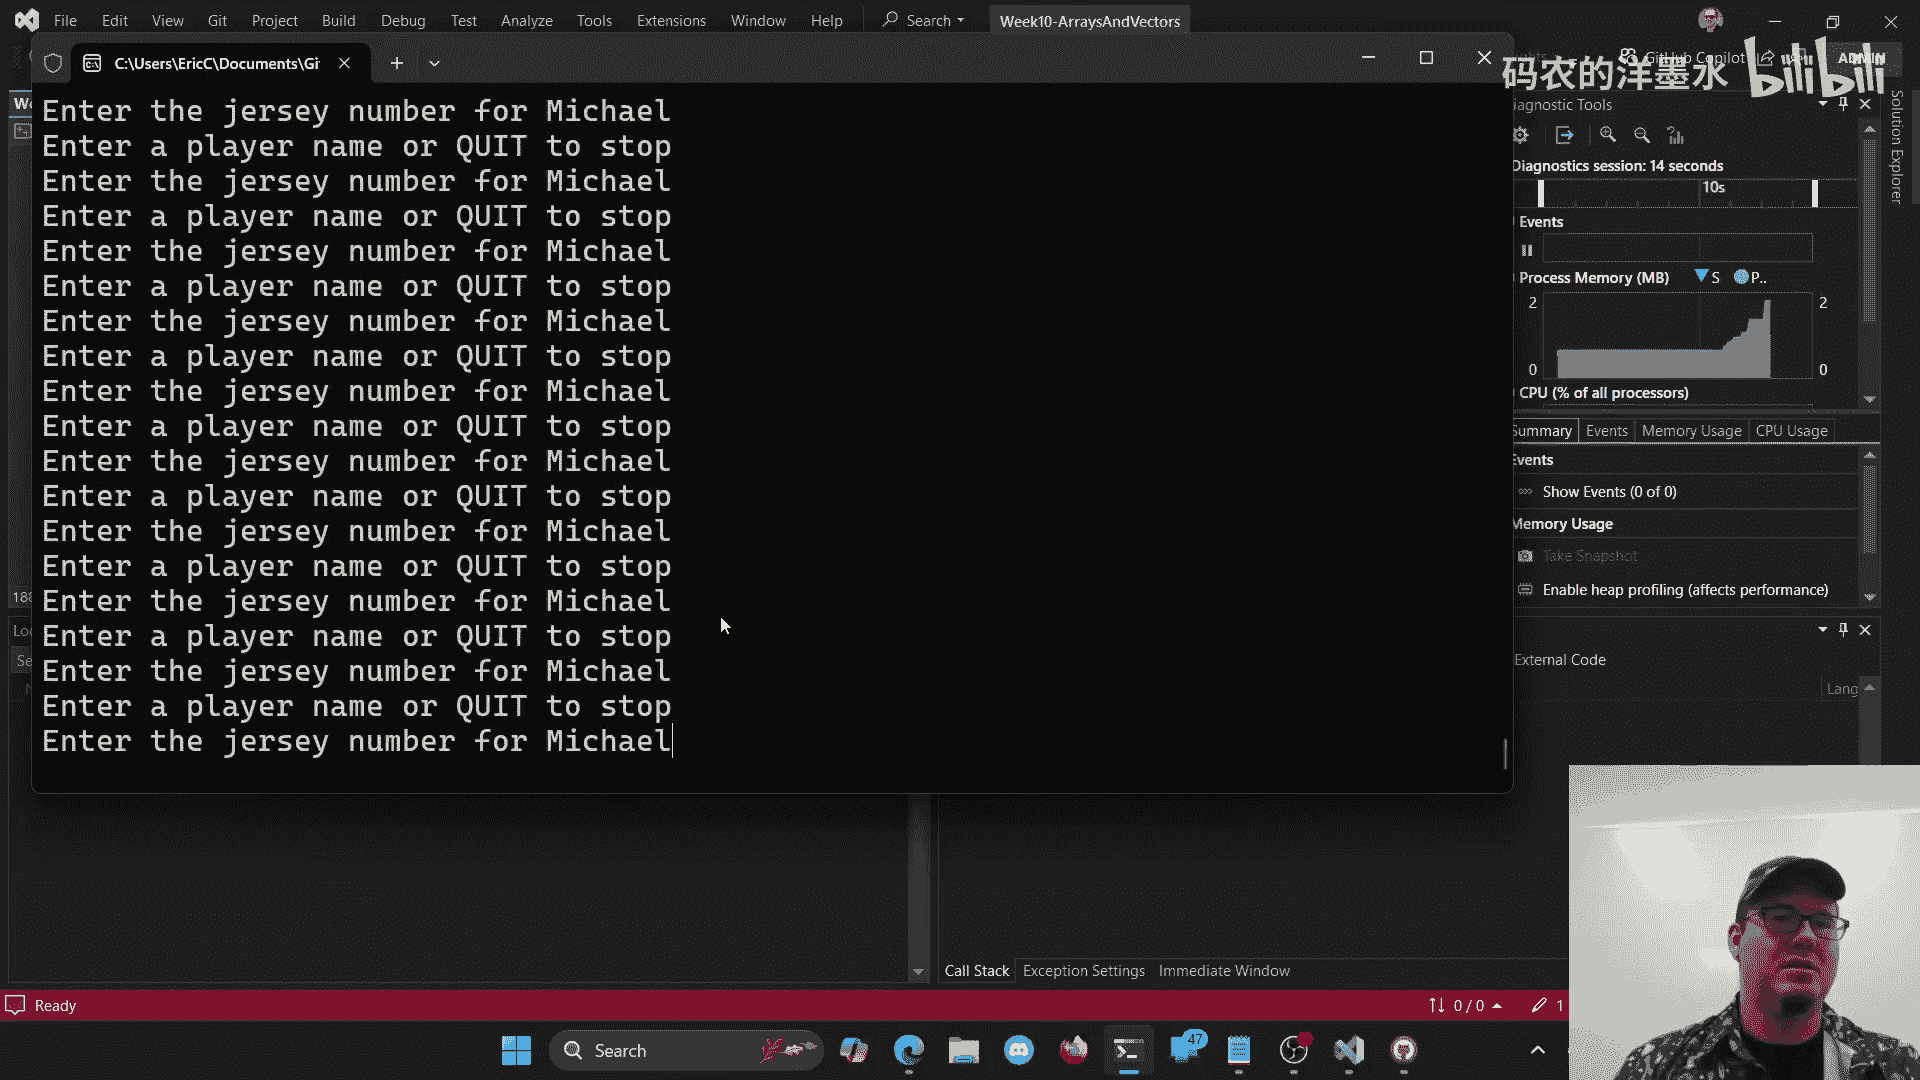 File Edit View Git Project Build Debug Test Analyze Tools Extensions Window Help Search Week10-ArraysAndVectors
C:\Users\EricC\Documents\Gi
GitHub Copilot ADMIN
码农的洋墨水 bilibili
Enter the jersey number for Michael
Enter a player name or QUIT to stop
Enter the jersey number for Michael
Enter a player name or QUIT to stop
Enter the jersey number for Michael
Enter a player name or QUIT to stop
Enter the jersey number for Michael
Enter a player name or QUIT to stop
Enter the jersey number for Michael
Enter a player name or QUIT to stop
Enter the jersey number for Michael
Enter a player name or QUIT to stop
Enter the jersey number for Michael
Enter a player name or QUIT to stop
Enter the jersey number for Michael
Enter a player name or QUIT to stop
Enter the jersey number for Michael
Enter a player name or QUIT to stop
Enter the jersey number for Michael
iagnostic Tools
Diagnostics session: 14 seconds
10s
Events
Process Memory (MB) S P..
2 2
0 0
CPU (% of all processors)
Summary Events Memory Usage CPU Usage
Events
Show Events (0 of 0)
Memory Usage
Take Snapshot
Enable heap profiling (affects performance)
Solution Explorer
External Code
Lang
Call Stack Exception Settings Immediate Window
Ready 0 / 0 1
Search 47